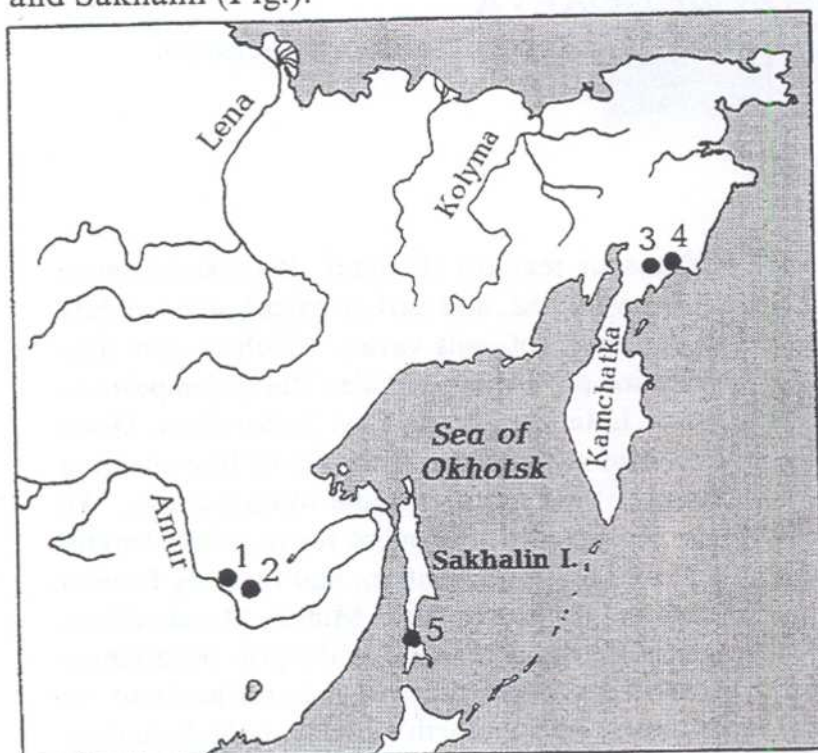 and Sakhalin (Fig.).
Lena
Kolyma
3 4
Kamchatka
Sea of
Okhotsk
Amur
1
2
Sakhalin I.
5